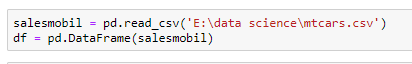 salesmobil = pd.read_csv('E:\data science\mtcars.csv')
df = pd.DataFrame(salesmobil)